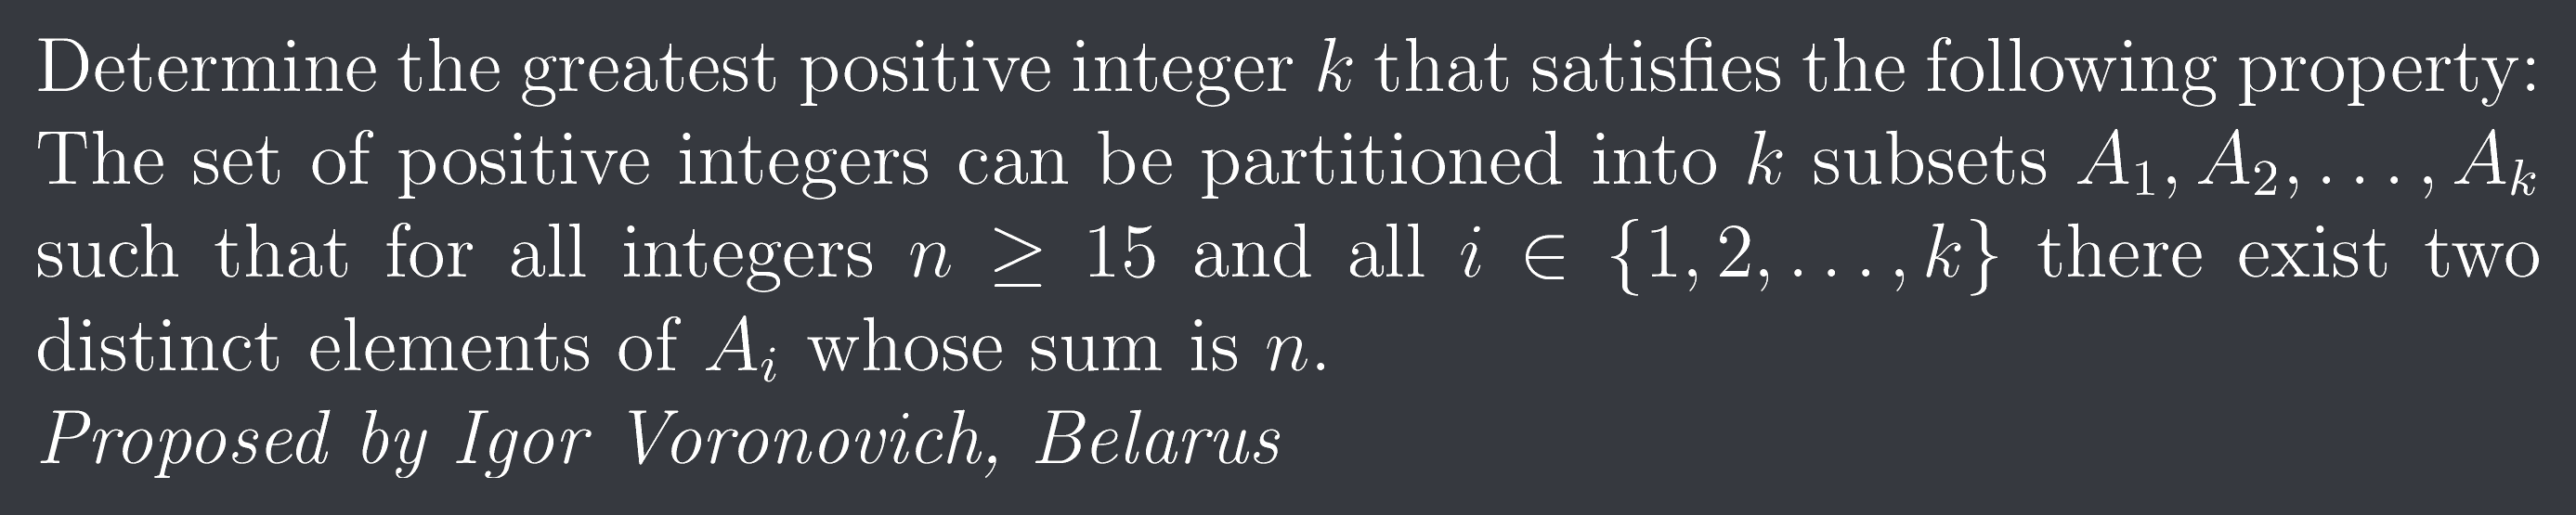 Determine the greatest positive integer k that satisfies the following property:
The set of positive integers can be partitioned into k subsets A₁, A₂, . . . , Aₖ
such that for all integers n ≥ 15 and all i ∈ {1, 2, . . . , k} there exist two
distinct elements of Aᵢ whose sum is n.
Proposed by Igor Voronovich, Belarus